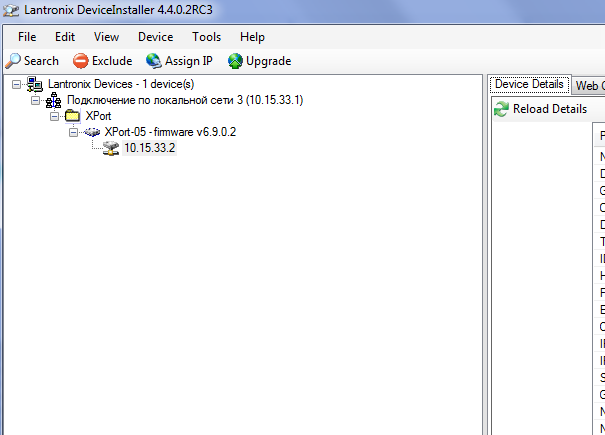 Lantronix DeviceInstaller 4.4.0.2RC3
File Edit View Device Tools Help
Search Exclude Assign IP Upgrade
Lantronix Devices - 1 device(s)
Подключение по локальной сети 3 (10.15.33.1)
XPort
XPort-05 - firmware v6.9.0.2
10.15.33.2
Device Details Web
Reload Details